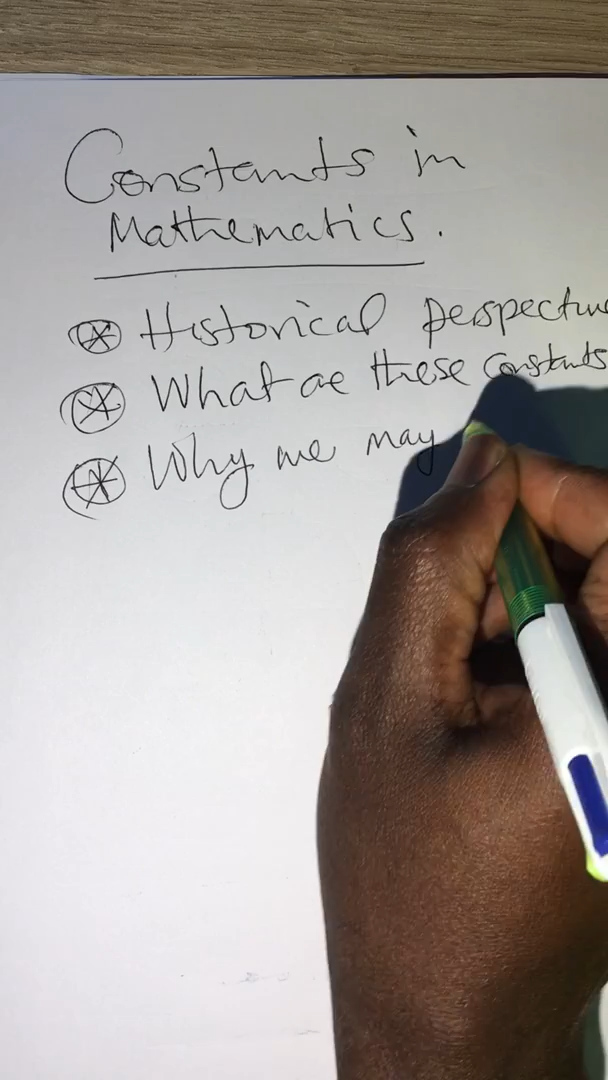 Constants in
Mathematics.
Historical perspective
What are these constants
Why we may